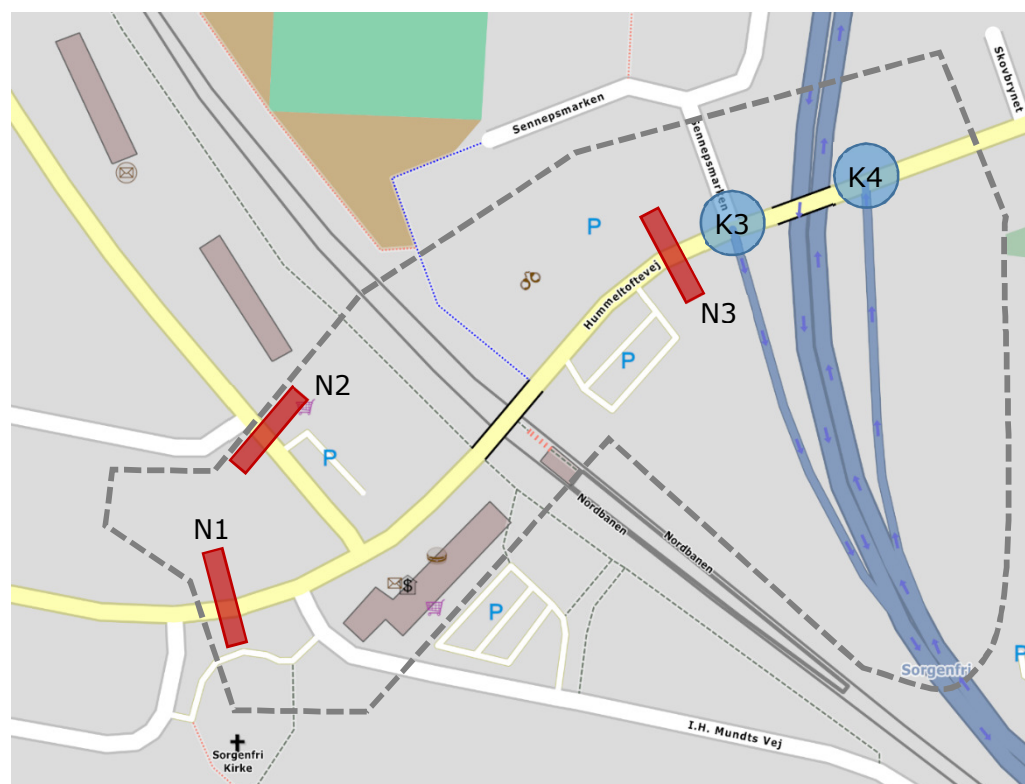 Skovbrynet
Sennepsmarken
Sennepsmarken
K4
K3
P
N3
Hummeltoftevej
P
N2
P
Nordbanen
Nordbanen
N1
$
P
P
Sorgenfri
I.H. Mundts Vej
Sorgenfri
Kirke